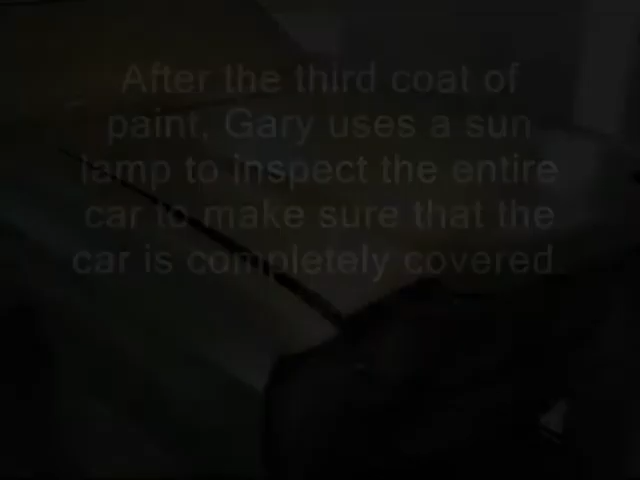 After the third coat of
paint, Gary uses a sun
lamp to inspect the entire
car to make sure that the
car is completely covered